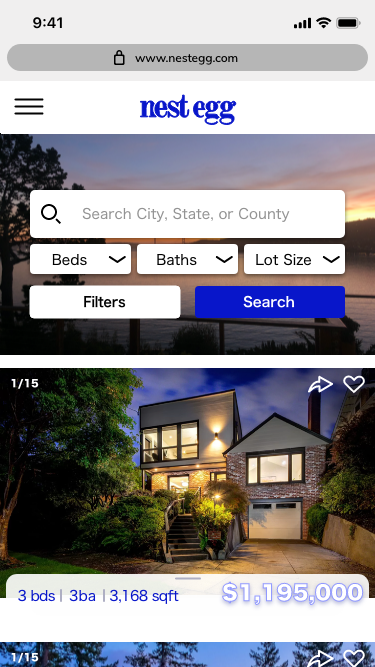 9:41
www.nestegg.com
nest egg
Search City, State, or County
Beds
Baths
Lot Size
Filters
Search
1/15
3 bds | 3ba | 3,168 sqft
$1,195,000
1/15